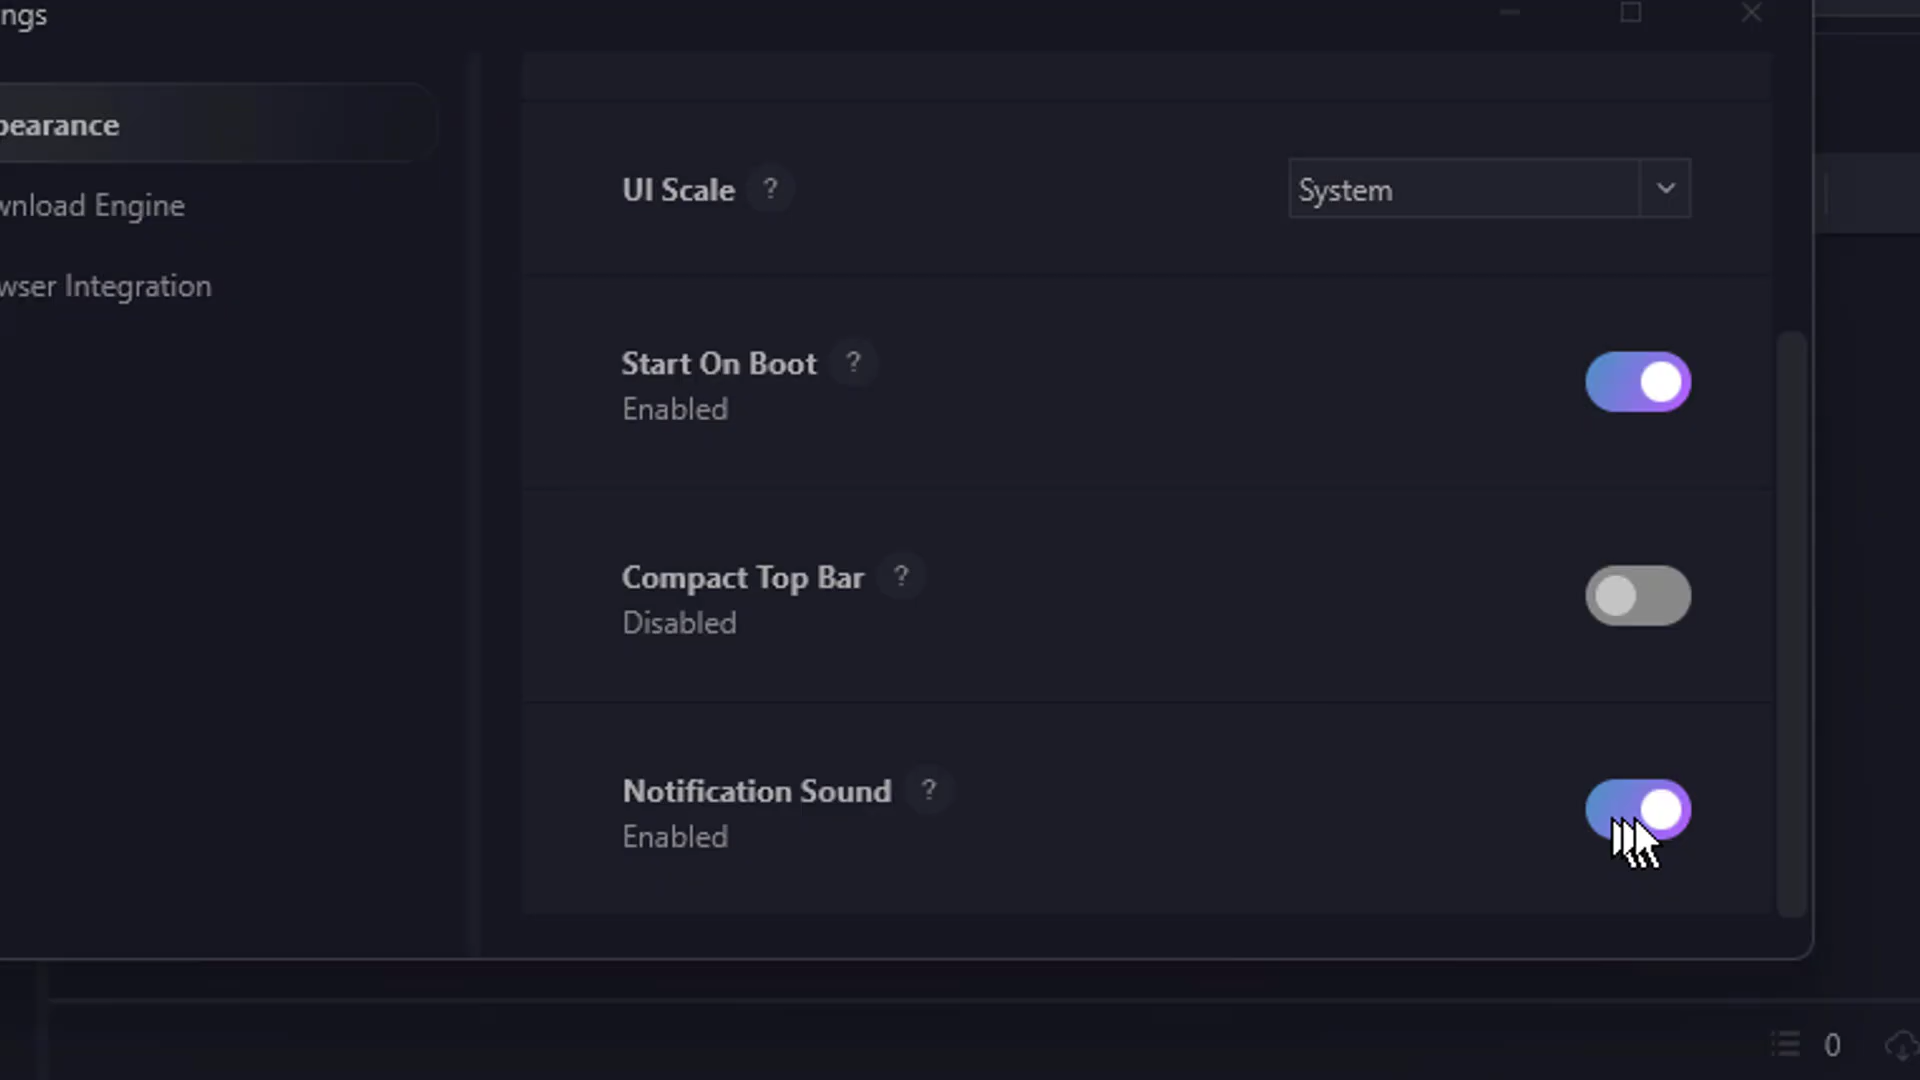 ngs
pearance
wnload Engine
wser Integration
UI Scale ?
System
Start On Boot ?
Enabled
Compact Top Bar ?
Disabled
Notification Sound ?
Enabled
0